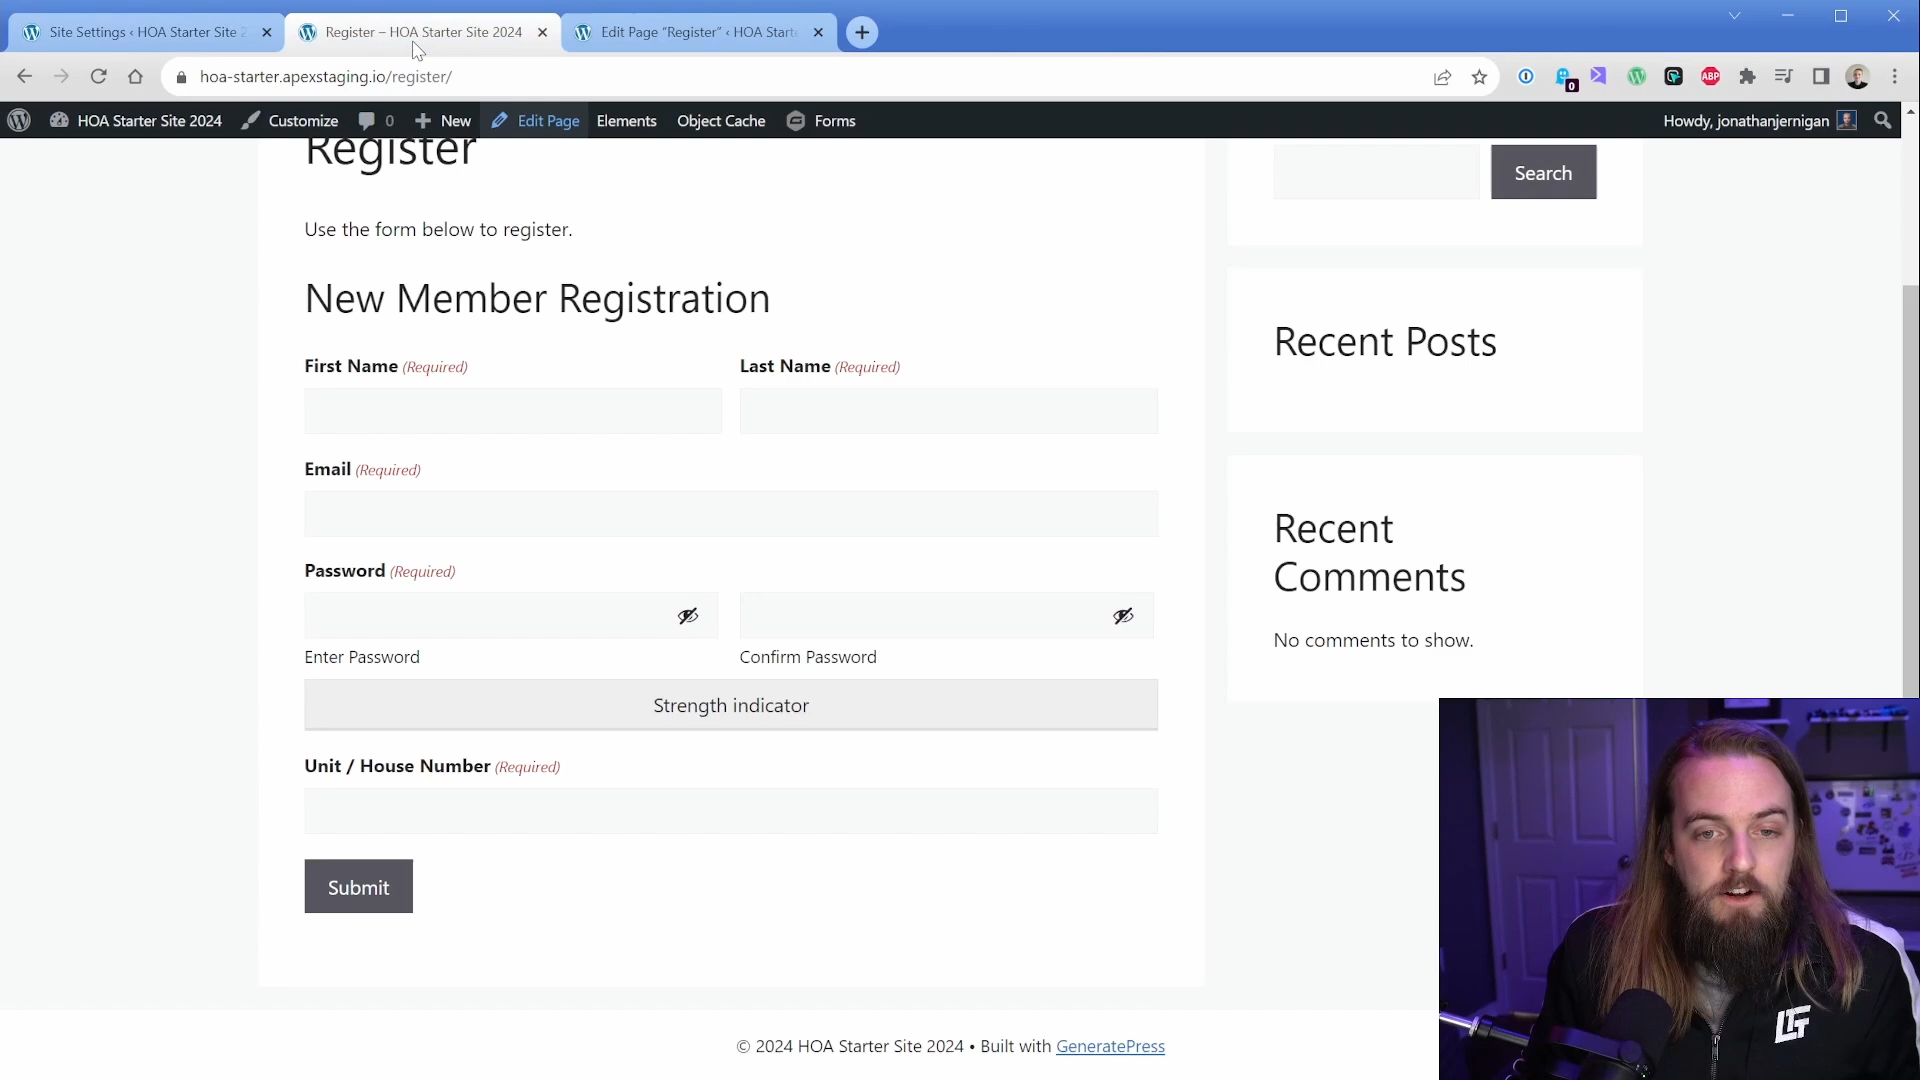 Site Settings ‹ HOA Starter Site 2
Register – HOA Starter Site 2024
Edit Page “Register” ‹ HOA Start
hoa-starter.apexstaging.io/register/
ABP
0
HOA Starter Site 2024
Customize
0
New
Edit Page
Elements
Object Cache
Forms
Howdy, jonathanjernigan
Register
Search
Use the form below to register.
New Member Registration
First Name (Required)
Last Name (Required)
Email (Required)
Password (Required)
Enter Password
Confirm Password
Strength indicator
Unit / House Number (Required)
Submit
Recent Posts
Recent
Comments
No comments to show.
© 2024 HOA Starter Site 2024 • Built with GeneratePress